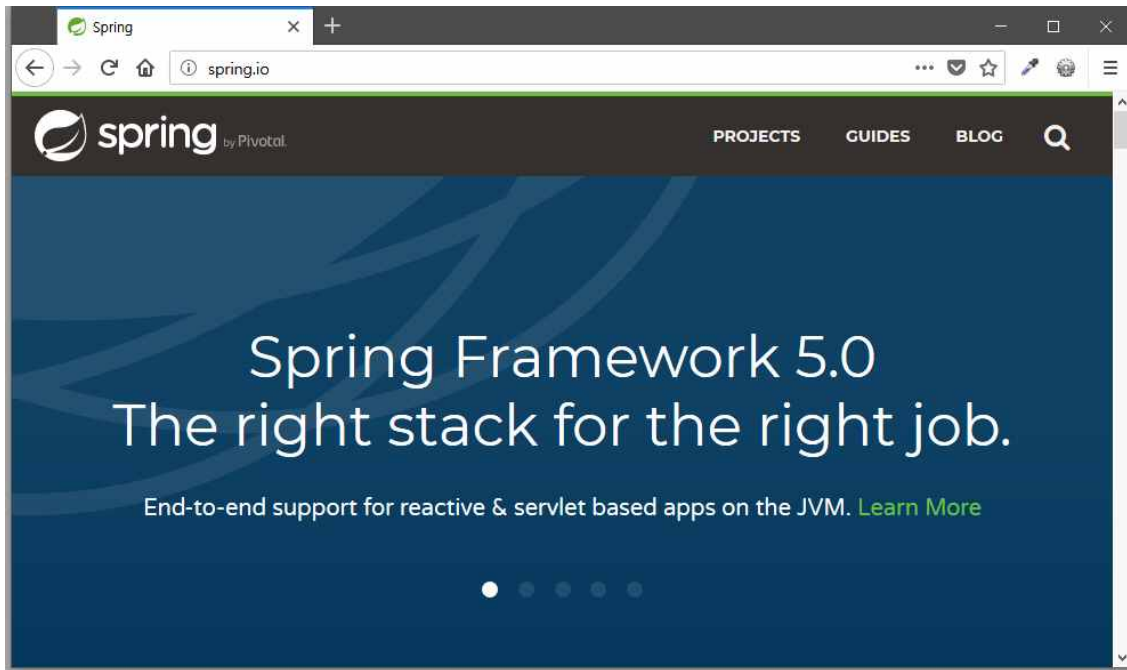 Spring
spring.io
spring by Pivotal.
PROJECTS GUIDES BLOG
Spring Framework 5.0
The right stack for the right job.
End-to-end support for reactive & servlet based apps on the JVM. Learn More